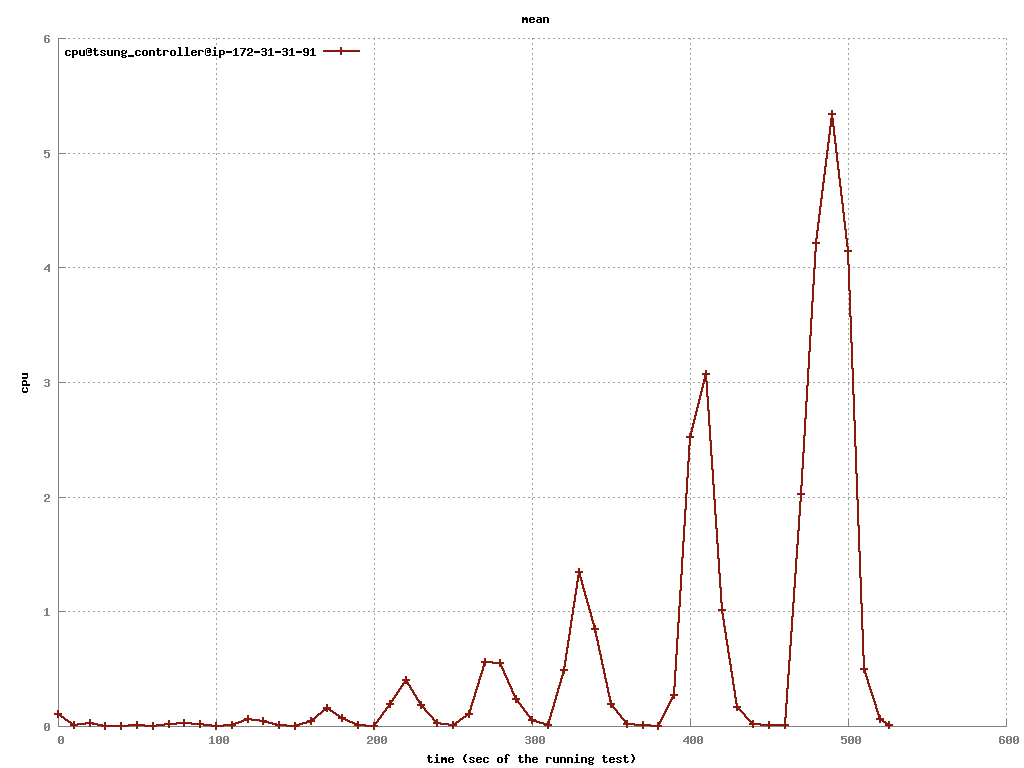 mean
cpu@tsung_controller@ip-172-31-31-91
6
5
4
3
2
1
0
cpu
0 100 200 300 400 500 600
time (sec of the running test)